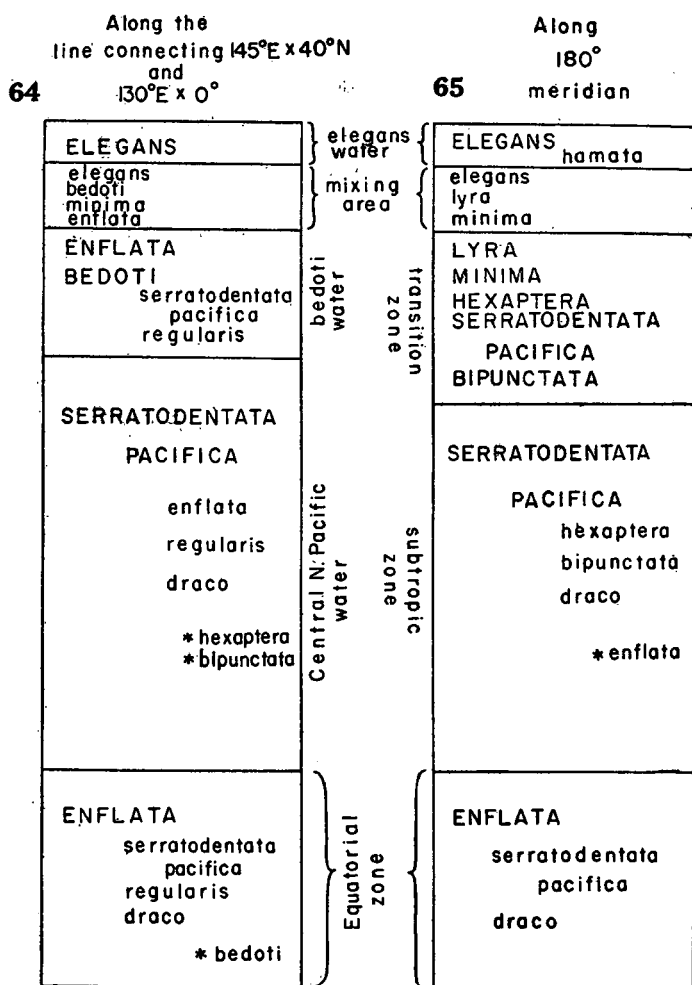 Along the
line connecting 145°E x 40°N
and
130°E x 0°
64
ELEGANS
elegans
bedoti
minima
enflata
ENFLATA
BEDOTI
serratodentata
pacifica
regularis
SERRATODENTATA
PACIFICA
enflata
regularis
draco
* hexaptera
* bipunctata
ENFLATA
serratodentata
pacifica
regularis
draco
* bedoti
elegans
water
mixing
area
bedoti
water
transition
zone
Central N. Pacific
water
subtropic
zone
Equatorial
zone
Along
180°
meridian
65
ELEGANS
hamata
elegans
lyra
minima
LYRA
MINIMA
HEXAPTERA
SERRATODENTATA
PACIFICA
BIPUNCTATA
SERRATODENTATA
PACIFICA
hexaptera
bipunctata
draco
* enflata
ENFLATA
serratodentata
pacifica
draco